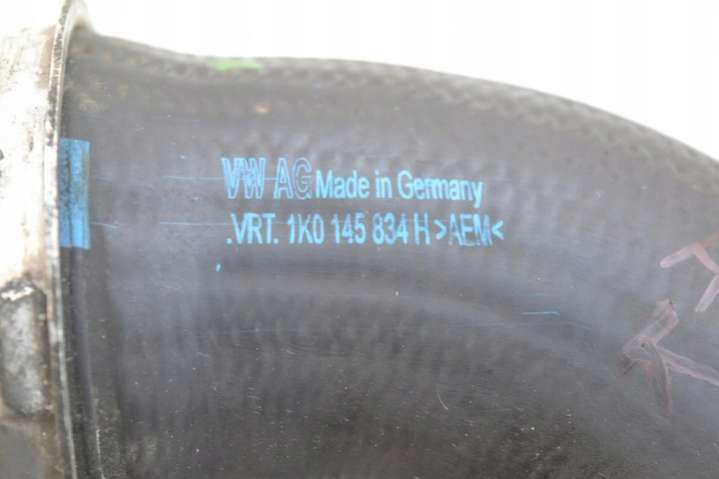 VW AG Made in Germany
.VRT. 1K0 145 834 H >AEM<